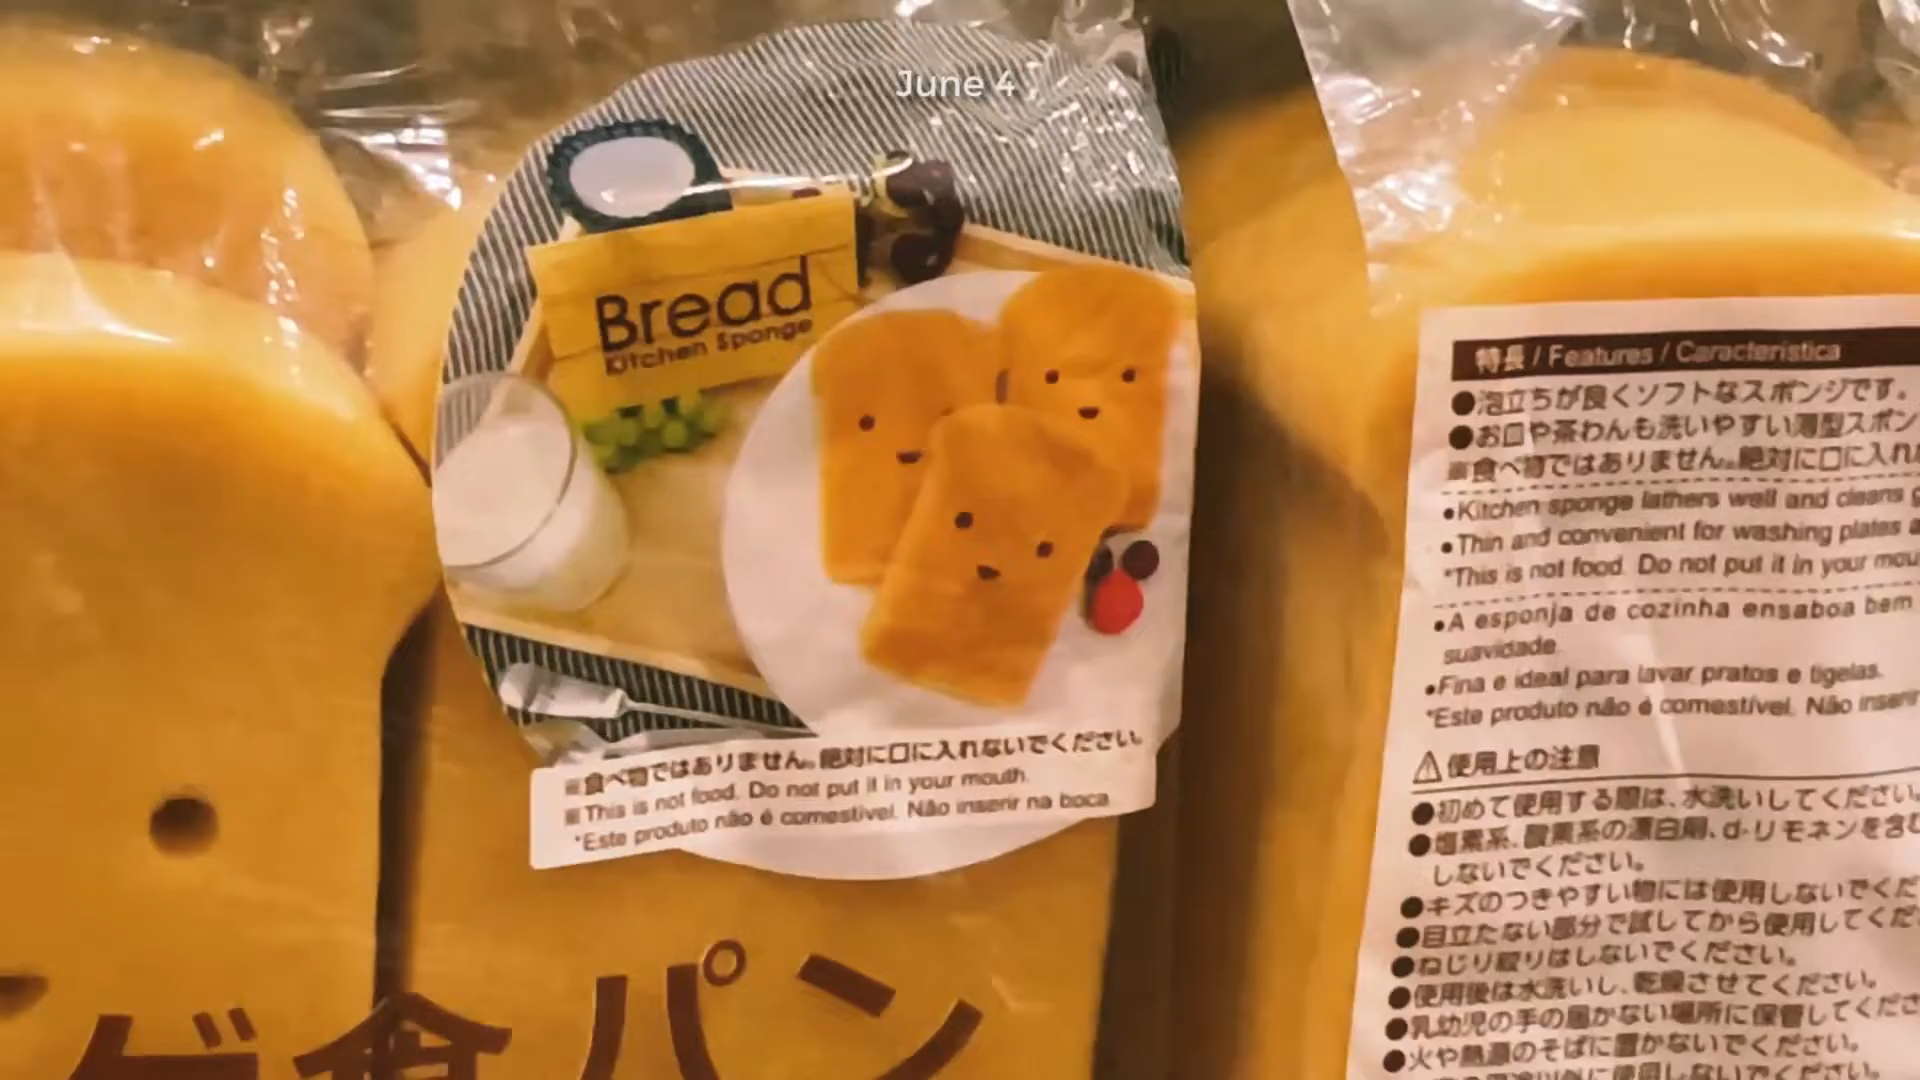 June 4
Bread
Kitchen Sponge
※食べ物ではありません。絶対に口に入れないでください。
※This is not food. Do not put it in your mouth.
*Este produto não é comestível. Não inserir na boca.
食パン
特長 / Features / Característica
●泡立ちが良くソフトなスポンジです。
●お皿や茶わんも洗いやすい薄型スポン
※食べ物ではありません。絶対に口に入れ
•Kitchen sponge lathers well and cleans
•Thin and convenient for washing plates
*This is not food. Do not put it in your
•A esponja de cozinha ensaboa bem
suavidade.
•Fina e ideal para lavar pratos e tigelas.
*Este produto não é comestível. Não
⚠使用上の注意
●初めて使用する際は、水洗いしてください。
●塩素系、酸素系の漂白剤、d-リモネンを含む
しないでください。
●キズのつきやすい物には使用しないでくだ
●目立たない部分で試してから使用してくだ
●ねじり絞りはしないでください。
●使用後は水洗いし、乾燥させてください。
●乳幼児の手の届かない場所に保管してくださ
●火や熱源のそばに置かないでください。